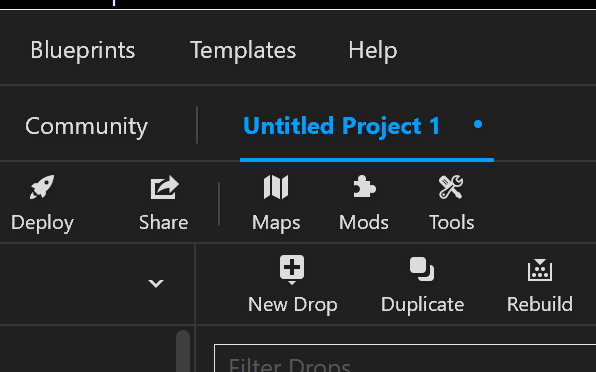 Blueprints Templates Help
Community Untitled Project 1
Deploy Share Maps Mods Tools
New Drop Duplicate Rebuild
Filter Drops